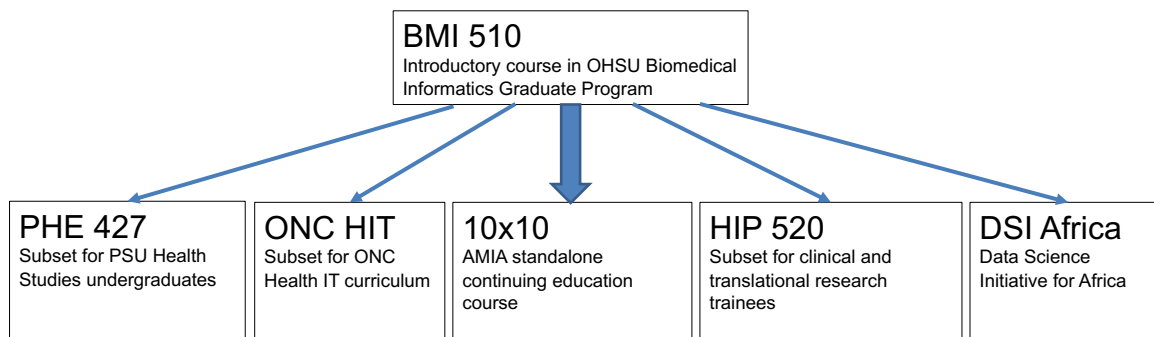 BMI 510
Introductory course in OHSU Biomedical
Informatics Graduate Program
PHE 427
Subset for PSU Health
Studies undergraduates
ONC HIT
Subset for ONC
Health IT curriculum
10x10
AMIA standalone
continuing education
course
HIP 520
Subset for clinical and
translational research
trainees
DSI Africa
Data Science
Initiative for Africa